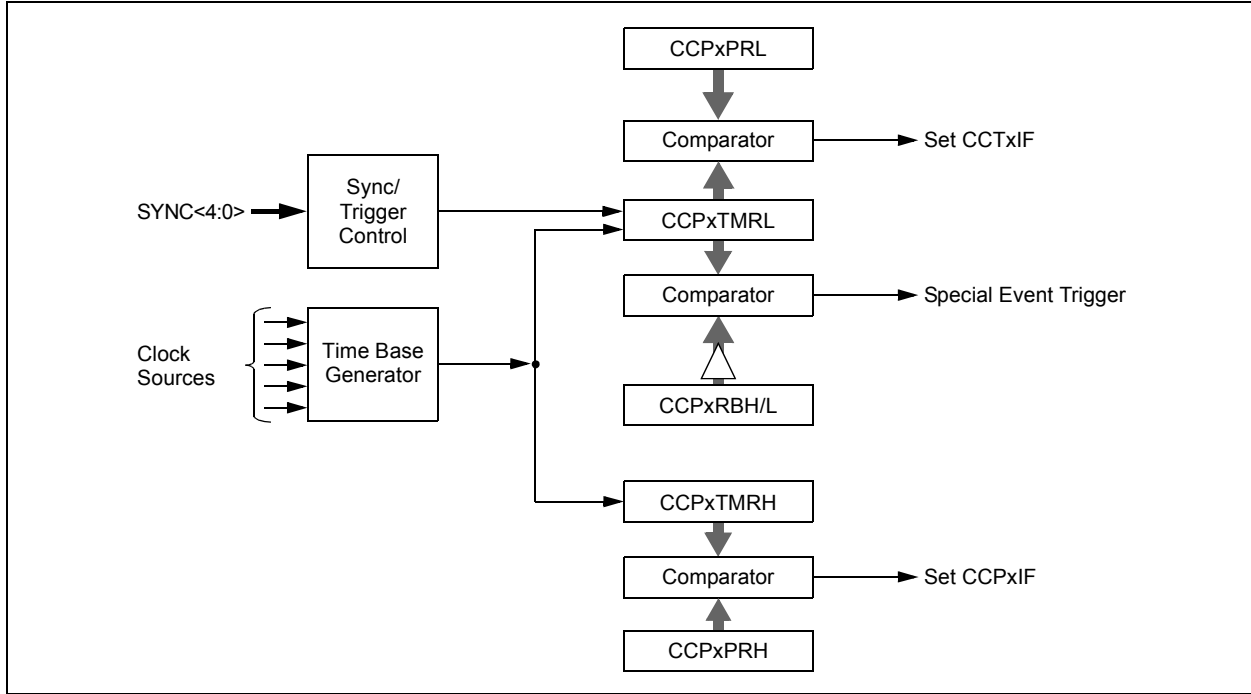 CCPxPRL
Comparator
Set CCTxIF
Sync/
Trigger
Control
SYNC<4:0>
CCPxTMRL
Comparator
Special Event Trigger
Clock
Sources
Time Base
Generator
CCPxRBH/L
CCPxTMRH
Comparator
Set CCPxIF
CCPxPRH